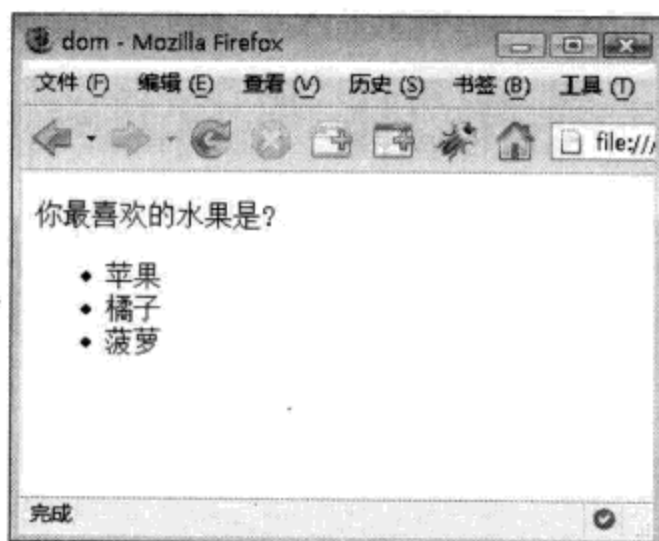 dom - Mozilla Firefox
文件 (F) 编辑 (E) 查看 (V) 历史 (S) 书签 (B) 工具 (T)
file://
你最喜欢的水果是?
• 苹果
• 橘子
• 菠萝
完成